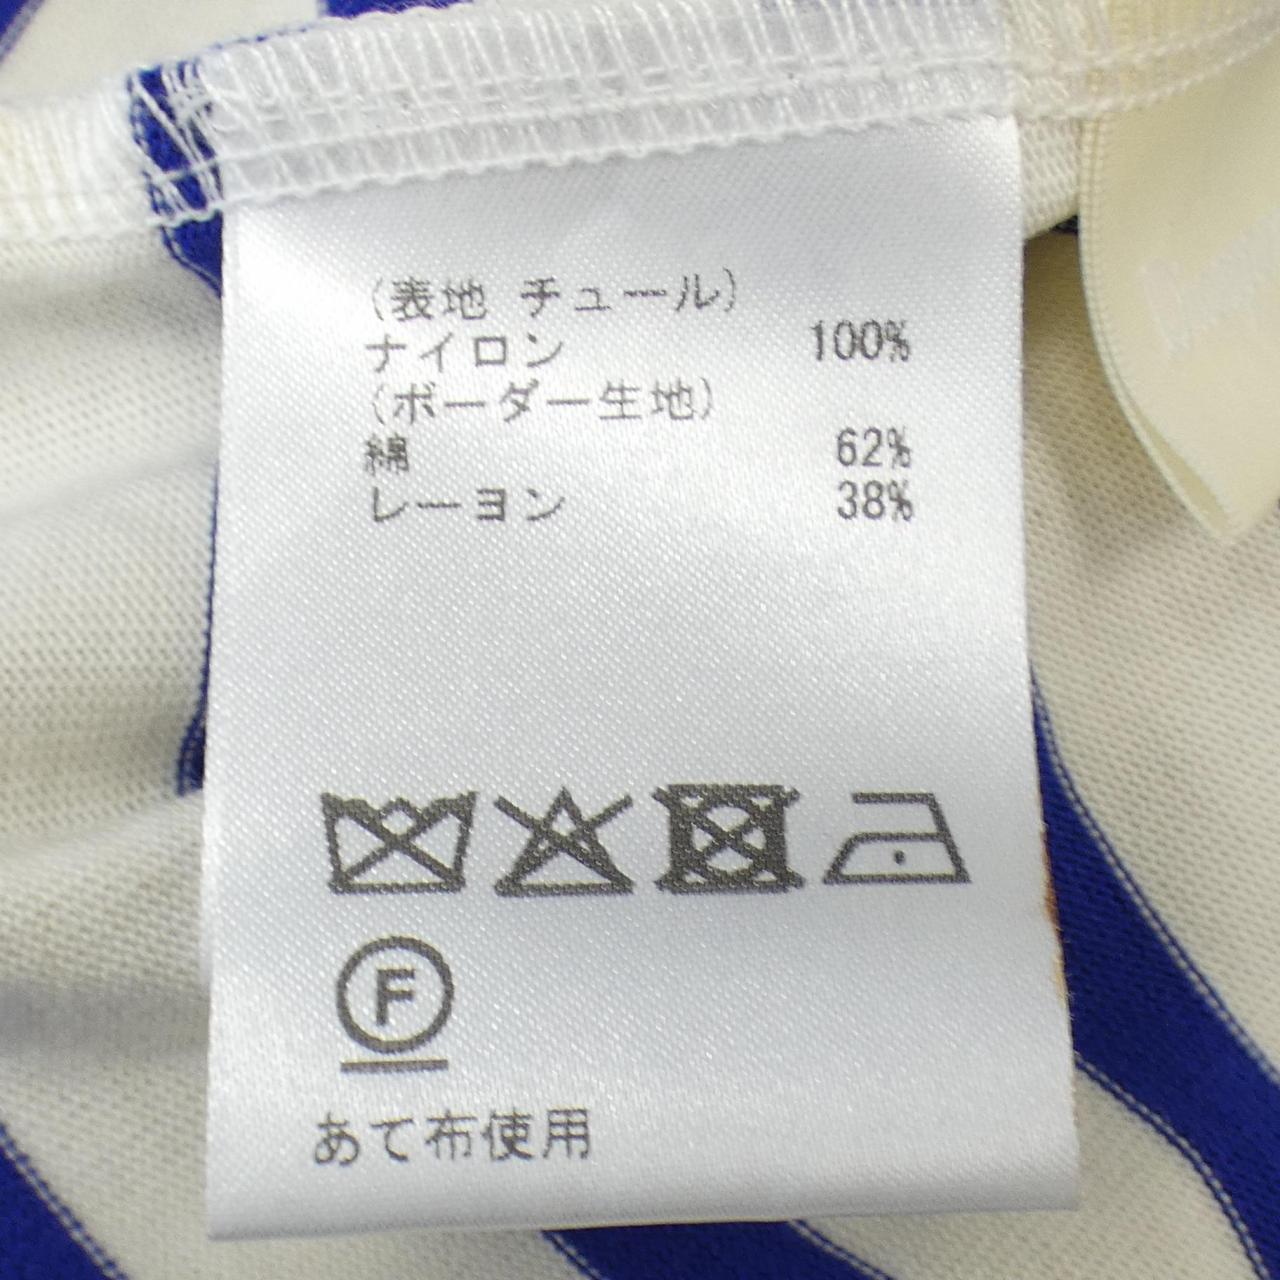 (表地 チュール)
ナイロン 100%
(ボーダー生地)
綿 62%
レーヨン 38%
F
あて布使用